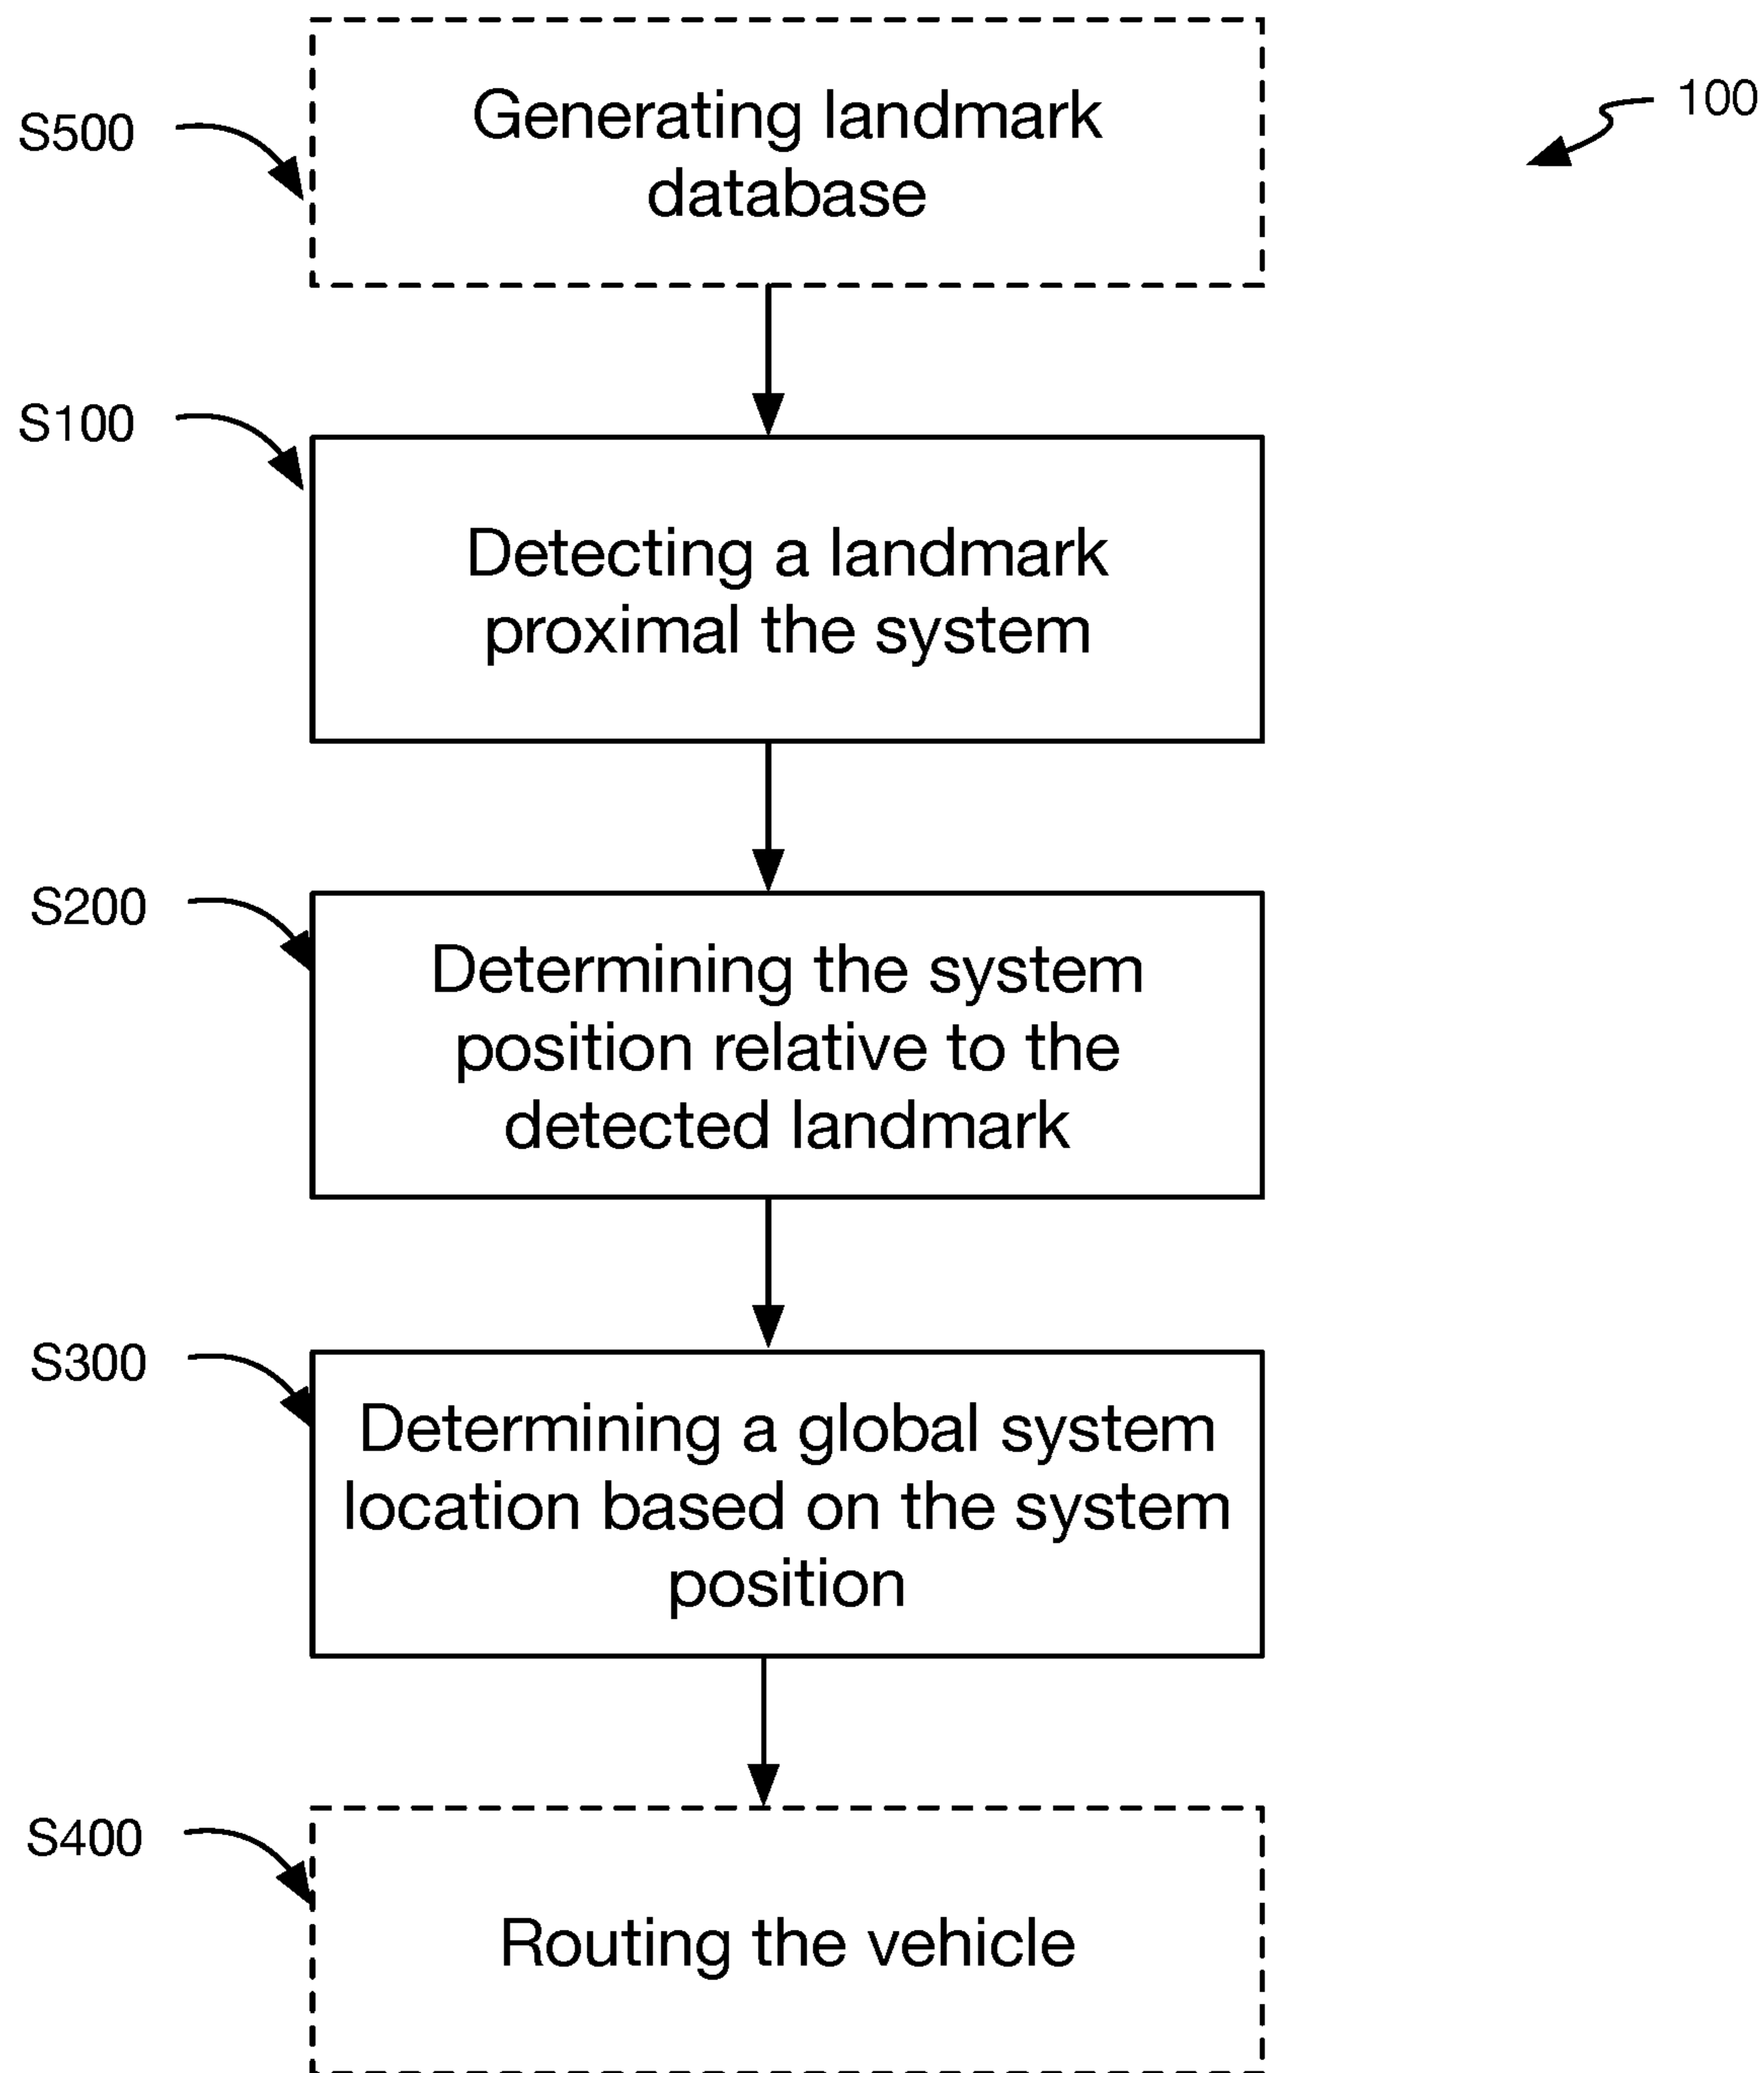 S500
Generating landmark
database
100
S100
Detecting a landmark
proximal the system
S200
Determining the system
position relative to the
detected landmark
S300
Determining a global system
location based on the system
position
S400
Routing the vehicle